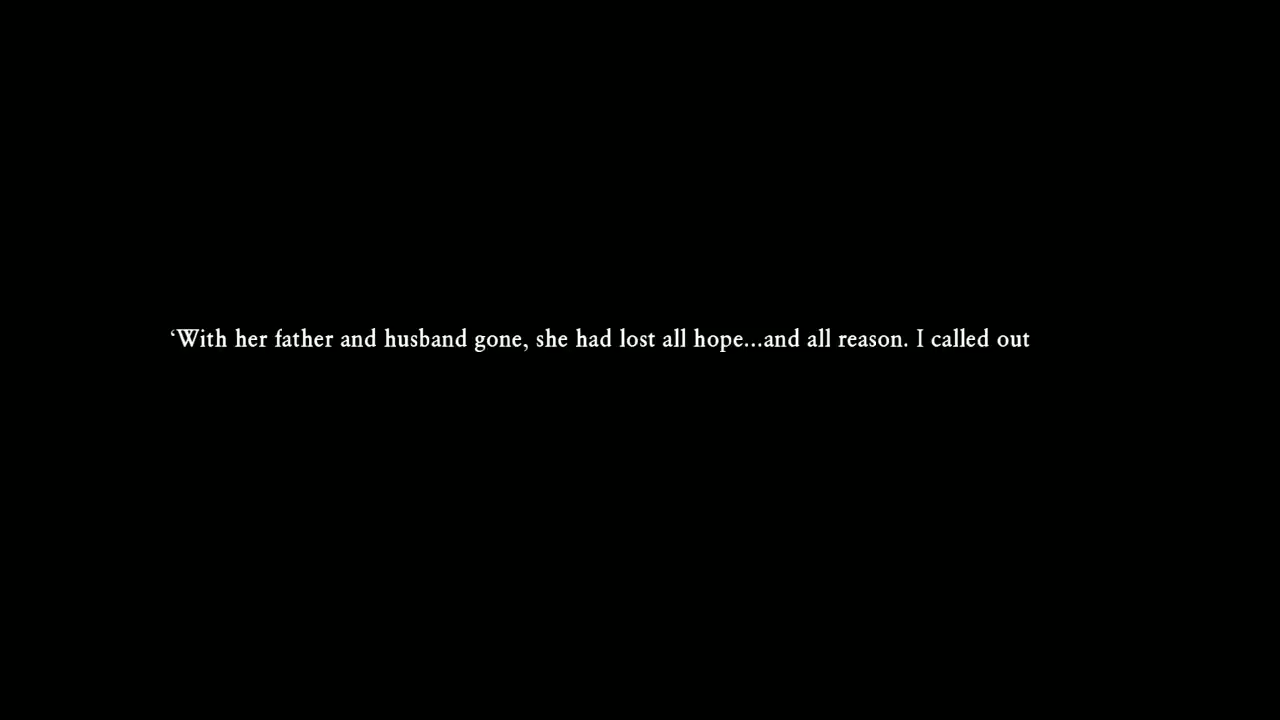 ‘With her father and husband gone, she had lost all hope...and all reason. I called out